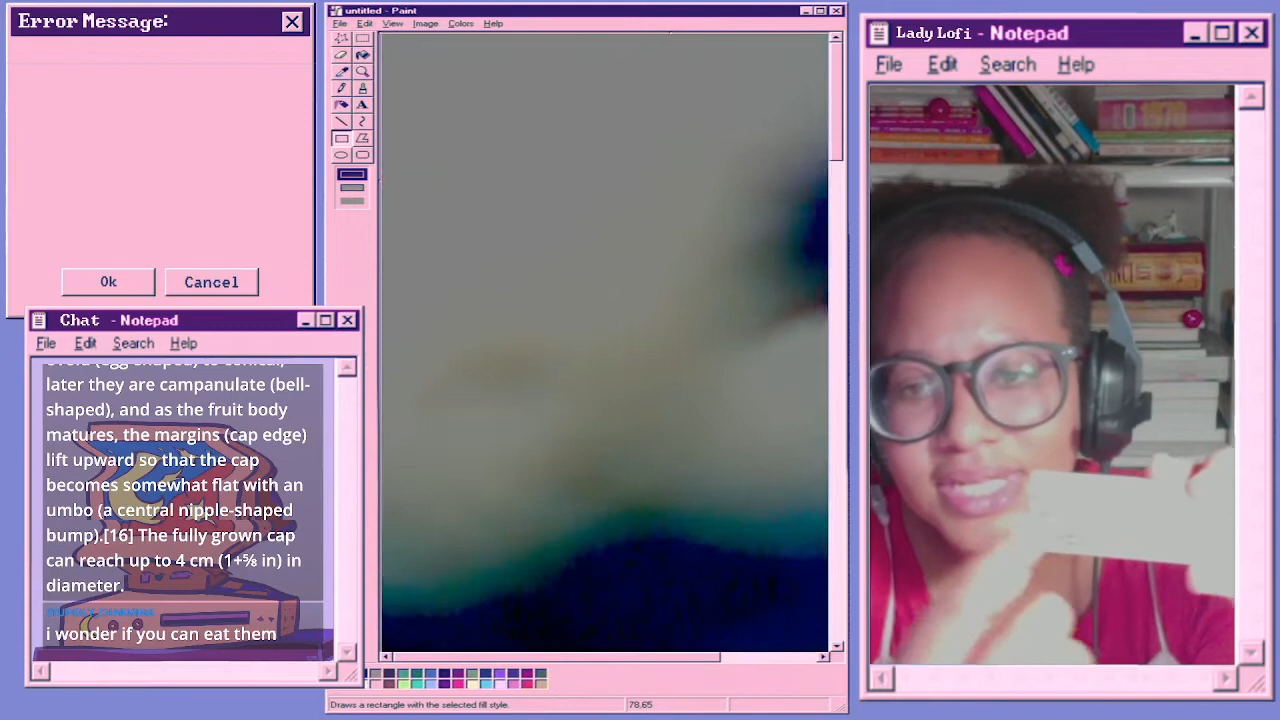 Error Message:
Ok
Cancel
untitled - Paint
File Edit View Image Colors Help
Draws a rectangle with the selected fill style.
78,65
Chat - Notepad
File Edit Search Help
later they are campanulate (bell-
shaped), and as the fruit body
matures, the margins (cap edge)
lift upward so that the cap
becomes somewhat flat with an
umbo (a central nipple-shaped
bump).[16] The fully grown cap
can reach up to 4 cm (1+5⁄8 in) in
diameter.
i wonder if you can eat them
Lady Lofi - Notepad
File Edit Search Help
1970
VINCI